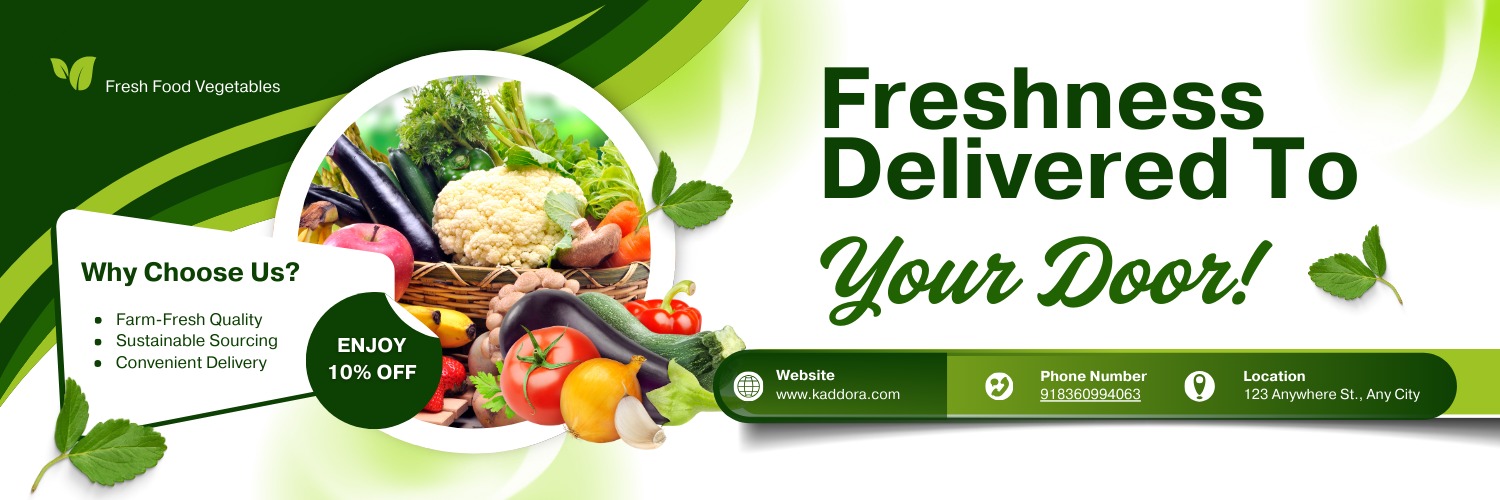 Fresh Food Vegetables
Why Choose Us?
• Farm-Fresh Quality
• Sustainable Sourcing
• Convenient Delivery
ENJOY
10% OFF
Freshness
Delivered To
Your Door!
Website
www.kaddora.com
Phone Number
918360994063
Location
123 Anywhere St., Any City